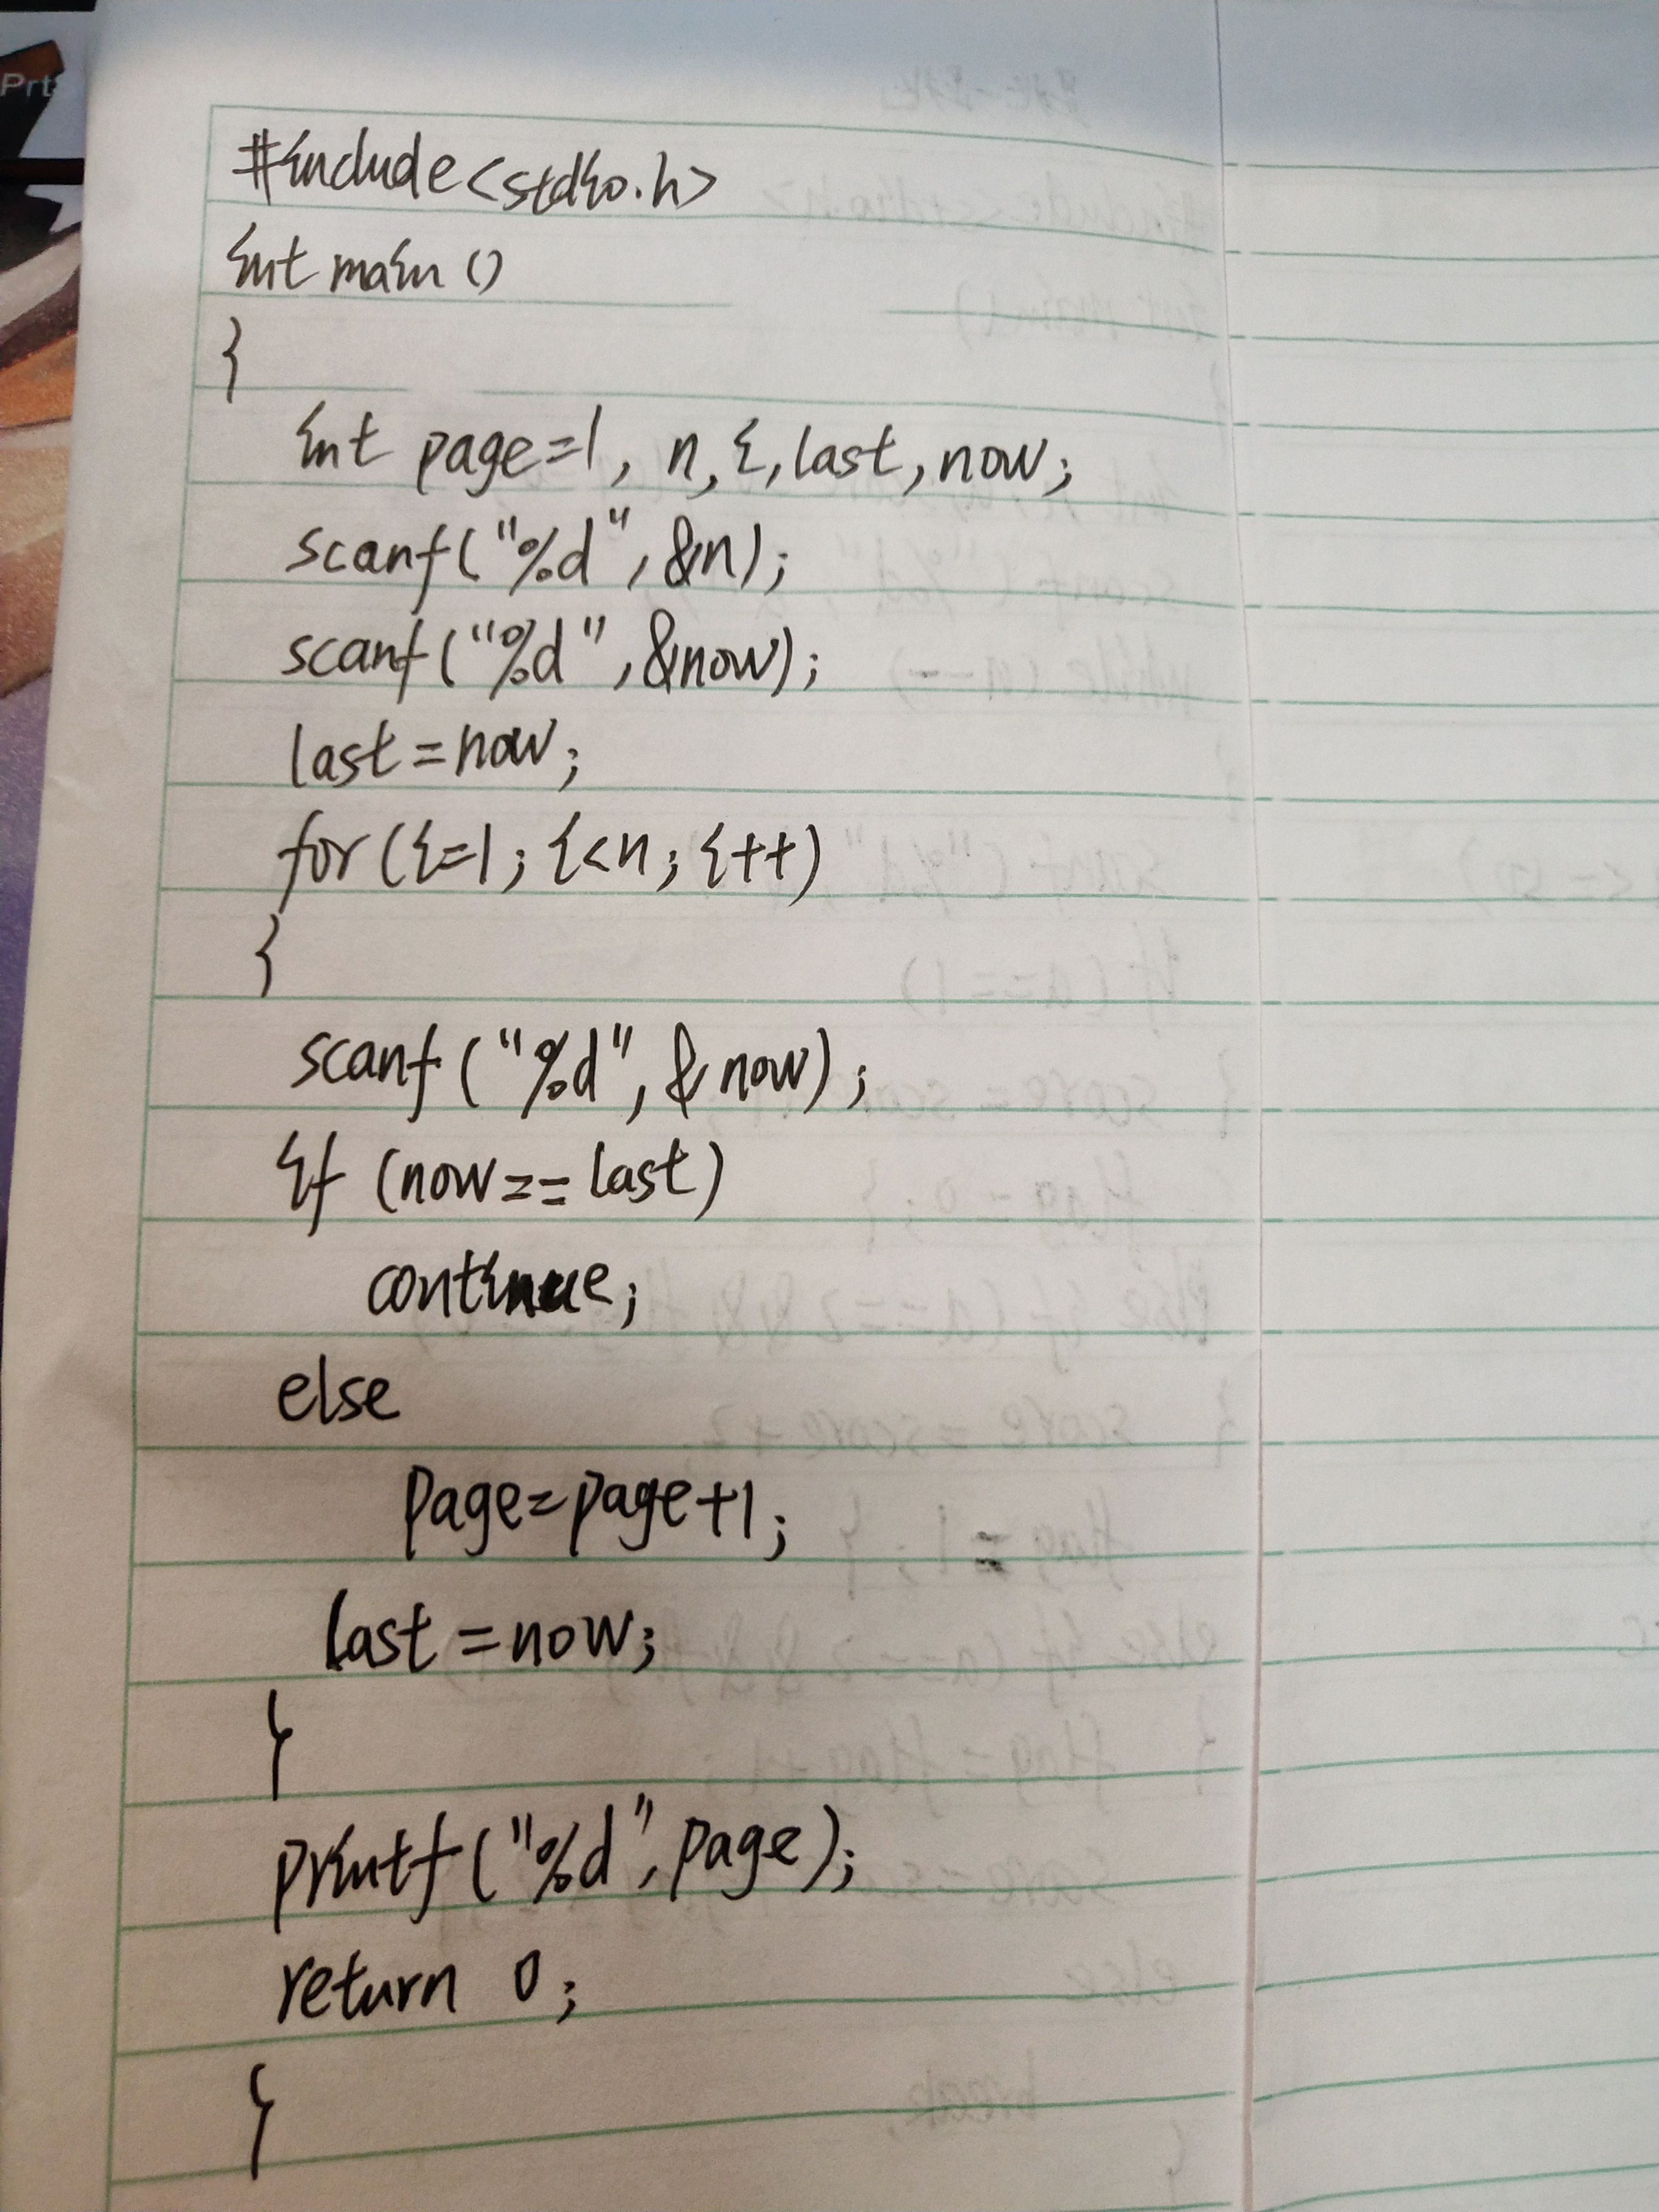 Prt
#include<stdio.h>
int main ()
{
int page=1, n, i, last, now;
scanf("%d", &n);
scanf("%d", &now);
last=now;
for (i=1; i<n; i++)
{
scanf("%d", &now);
if (now==last)
continue;
else
page=page+1;
last=now;
}
printf("%d", page);
return 0;
}